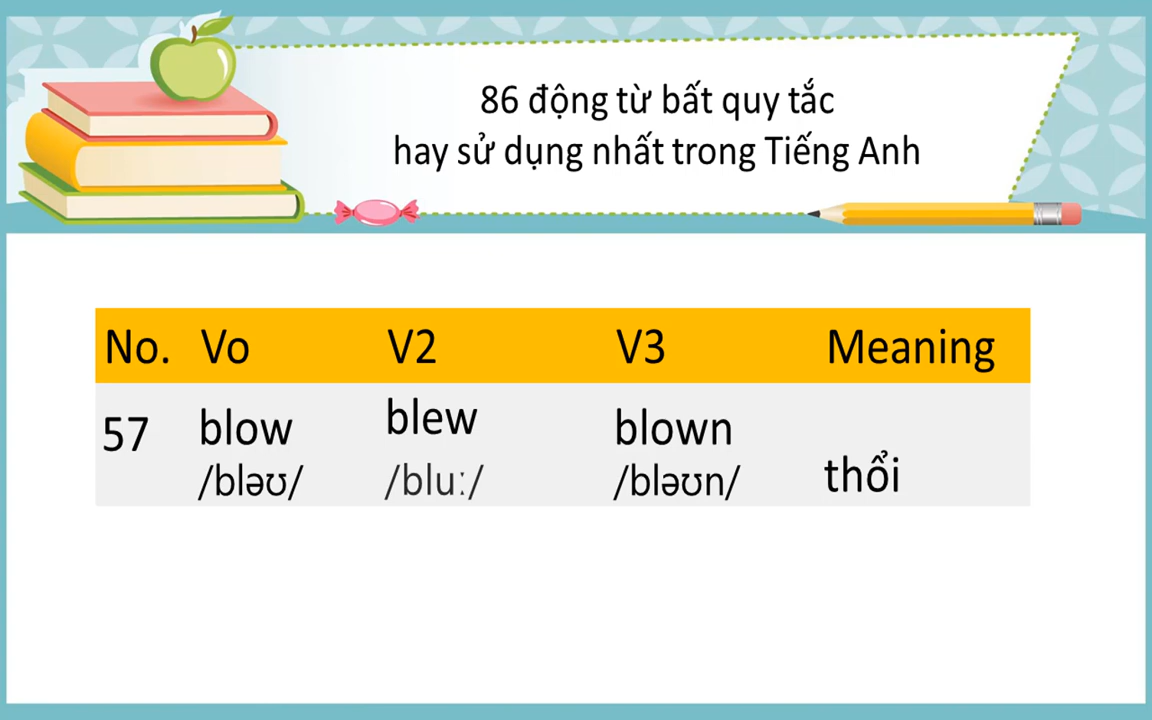 86 động từ bất quy tắc
hay sử dụng nhất trong Tiếng Anh
No. Vo V2 V3 Meaning
57 blow blew blown
/bləʊ/ /bluː/ /bləʊn/ thổi